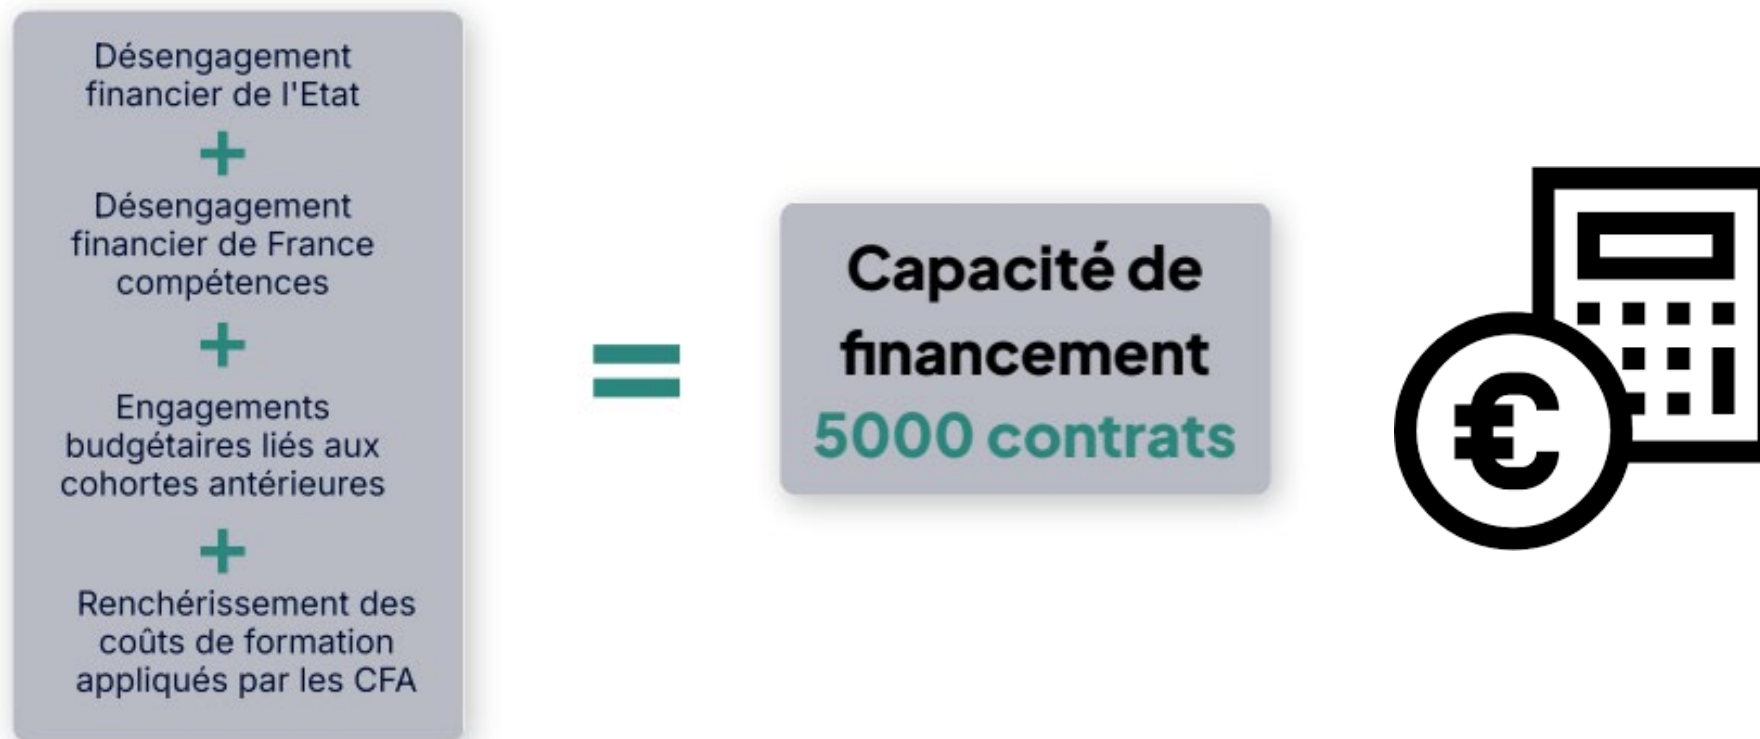 Désengagement
financier de l'Etat
+
Désengagement
financier de France
compétences
+
Engagements
budgétaires liés aux
cohortes antérieures
+
Renchérissement des
coûts de formation
appliqués par les CFA
=
Capacité de
financement
5000 contrats
€